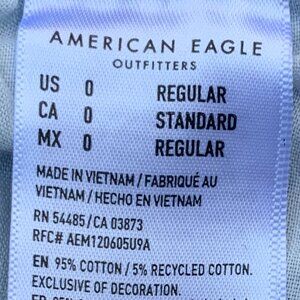 AMERICAN EAGLE
OUTFITTERS
US 0 REGULAR
CA 0 STANDARD
MX 0 REGULAR
MADE IN VIETNAM / FABRIQUÉ AU
VIETNAM / HECHO EN VIETNAM
RN 54485 / CA 03873
RFC# AEM120605U9A
EN 95% COTTON / 5% RECYCLED COTTON.
EXCLUSIVE OF DECORATION.